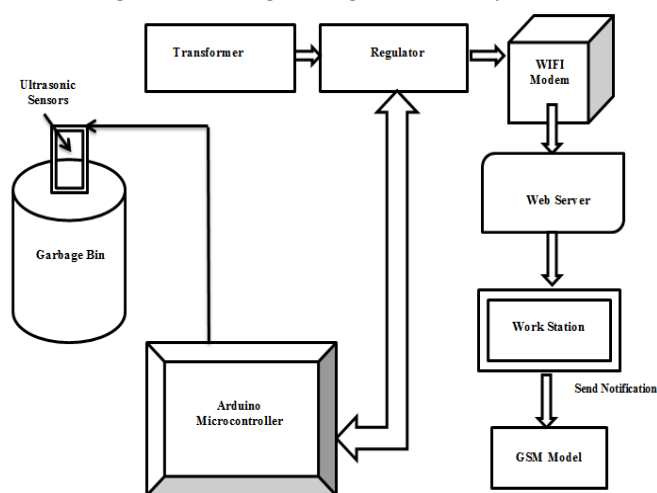 Transformer
Regulator
WIFI
Modem
Ultrasonic
Sensors
Web Server
Garbage Bin
Work Station
Send Notification
Arduino
Microcontroller
GSM Model